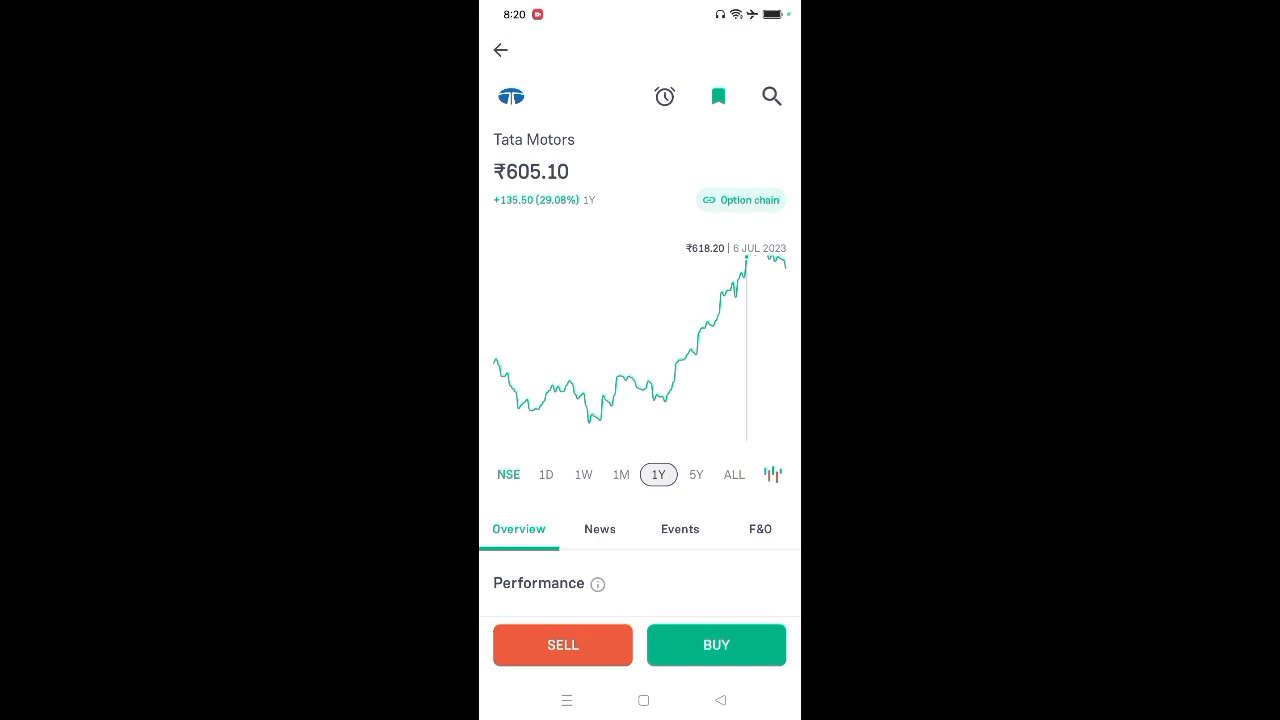 8:20
Tata Motors
₹605.10
+135.50 (29.08%) 1Y
Option chain
₹618.20 | 6 JUL 2023
NSE 1D 1W 1M 1Y 5Y ALL
Overview News Events F&O
Performance
SELL BUY